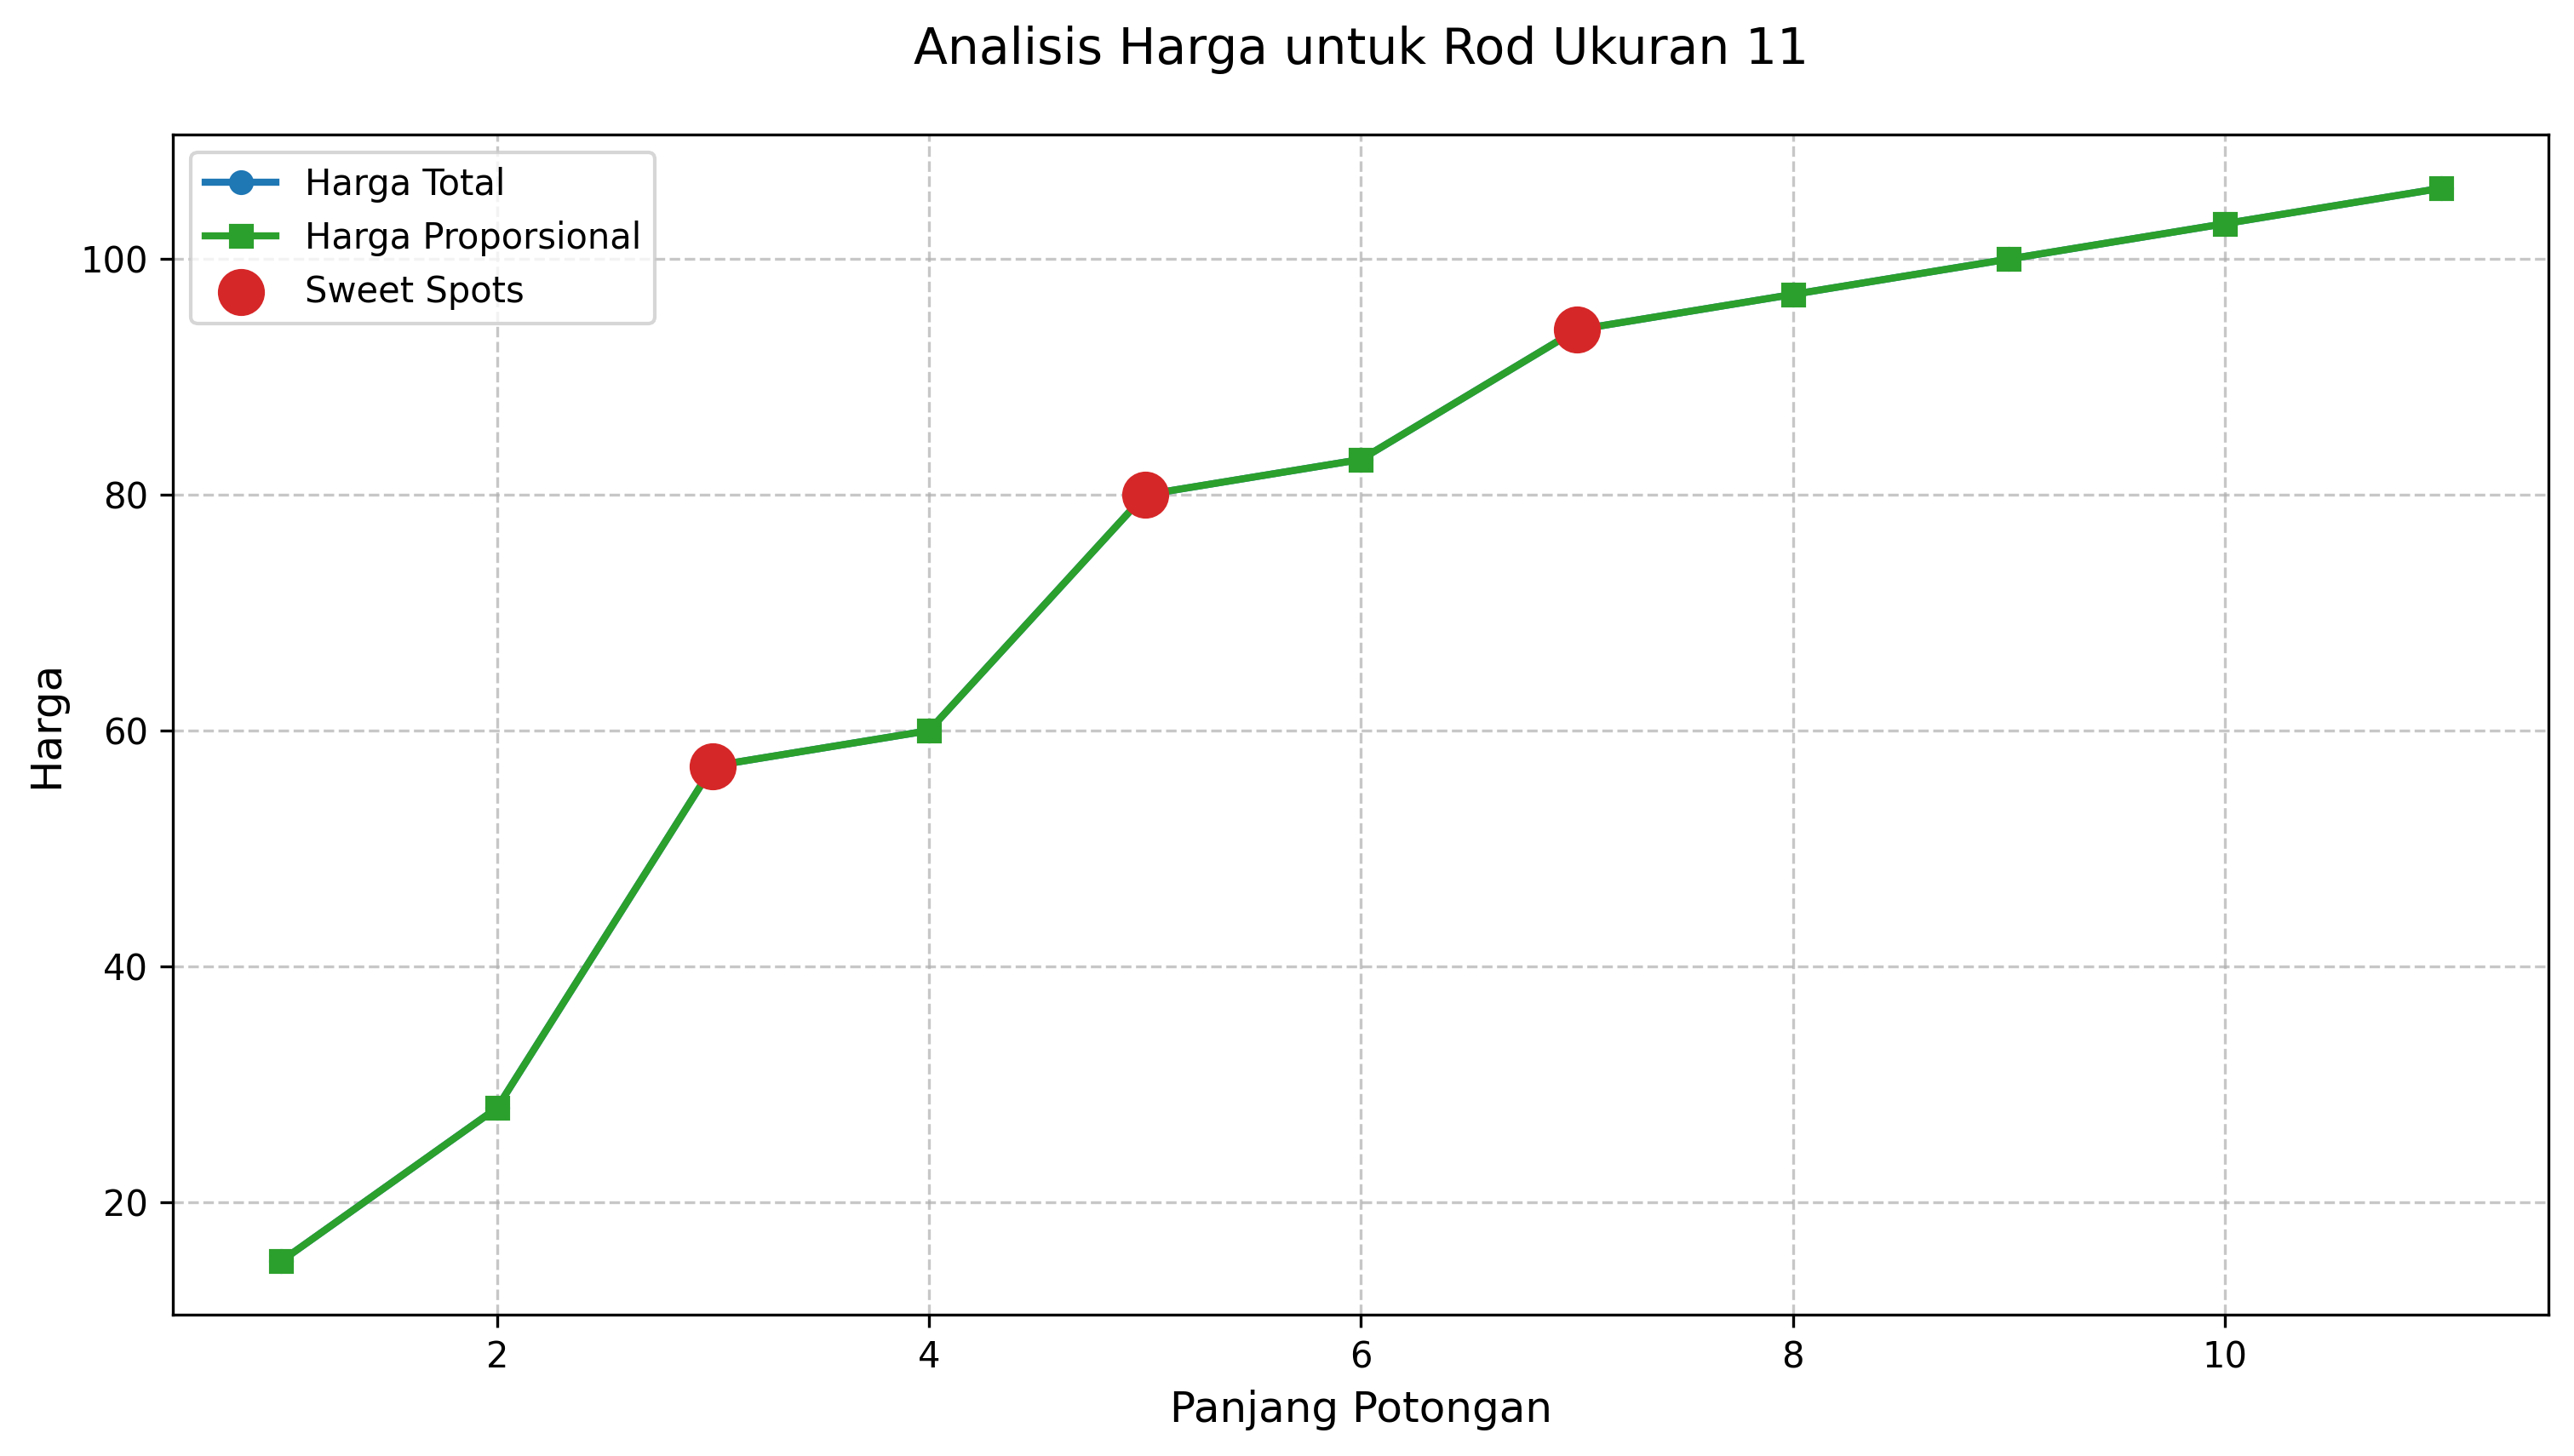 Analisis Harga untuk Rod Ukuran 11
Harga Total
Harga Proporsional
Sweet Spots
100
80
60
40
20
Harga
2 4 6 8 10
Panjang Potongan